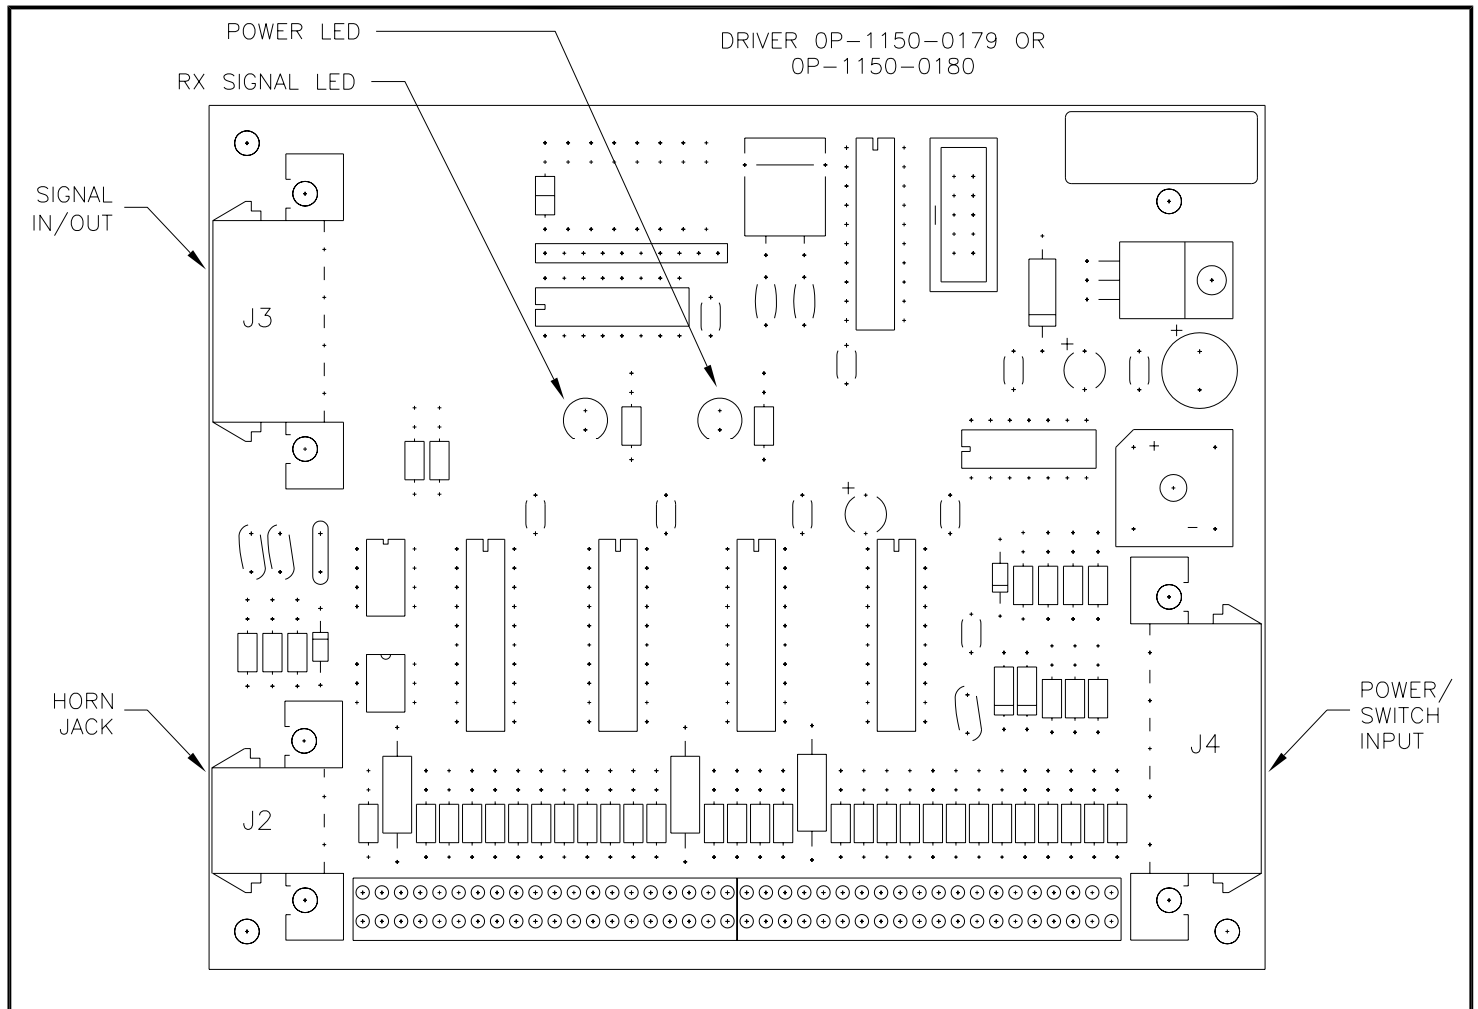 POWER LED
DRIVER 0P-1150-0179 OR
0P-1150-0180
RX SIGNAL LED
SIGNAL
IN/OUT
J3
HORN
JACK
J2
POWER/
SWITCH
INPUT
J4